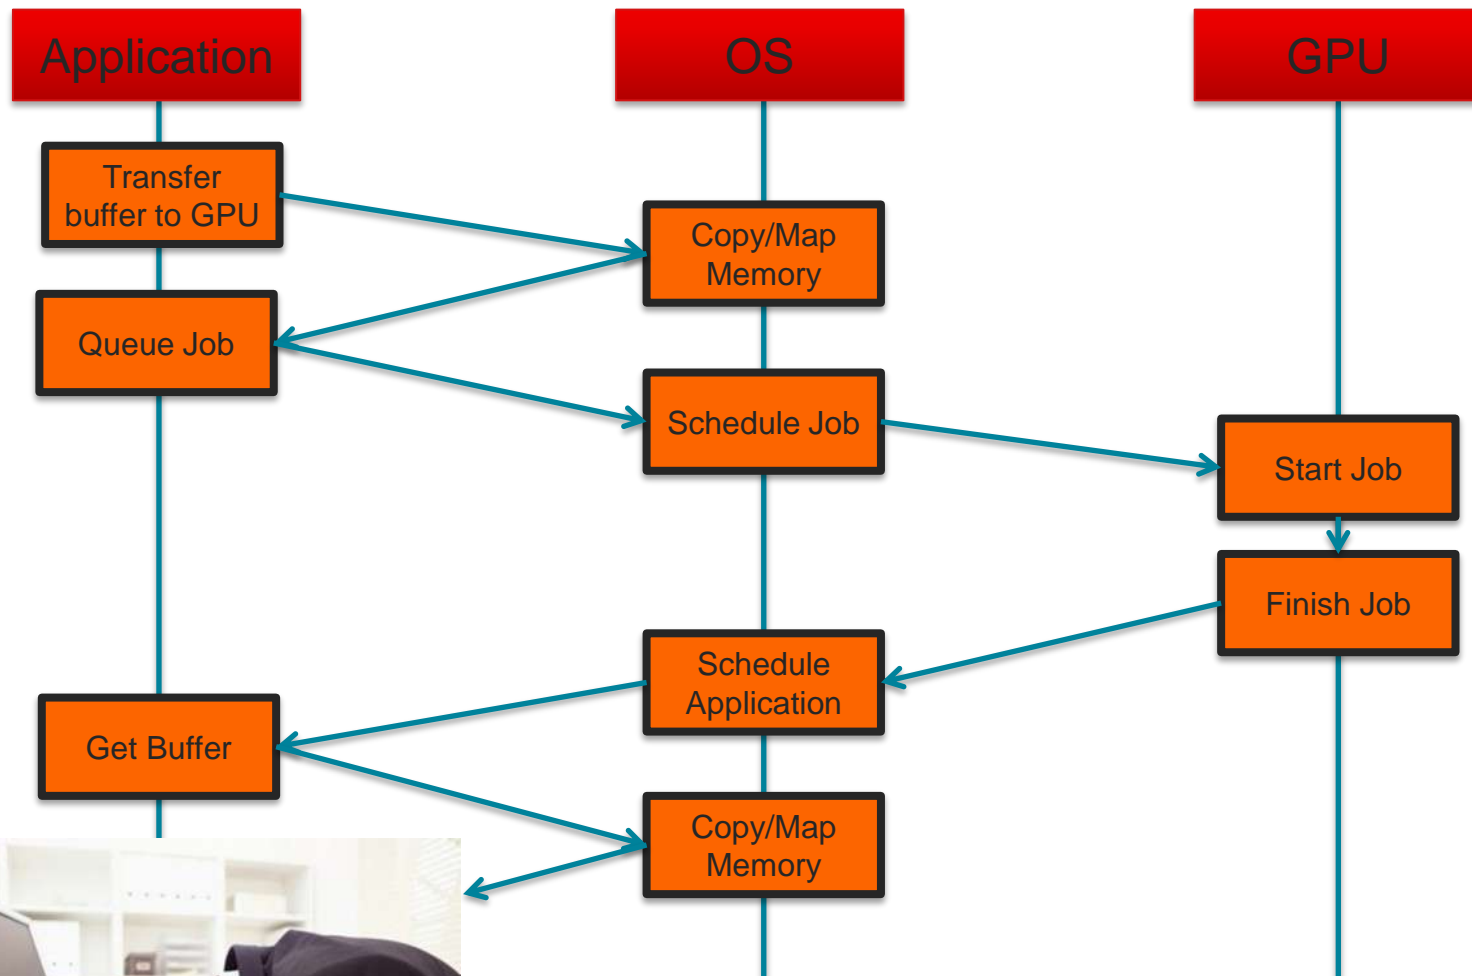 Application
OS
GPU
Transfer
buffer to GPU
Copy/Map
Memory
Queue Job
Schedule Job
Start Job
Finish Job
Schedule
Application
Get Buffer
Copy/Map
Memory